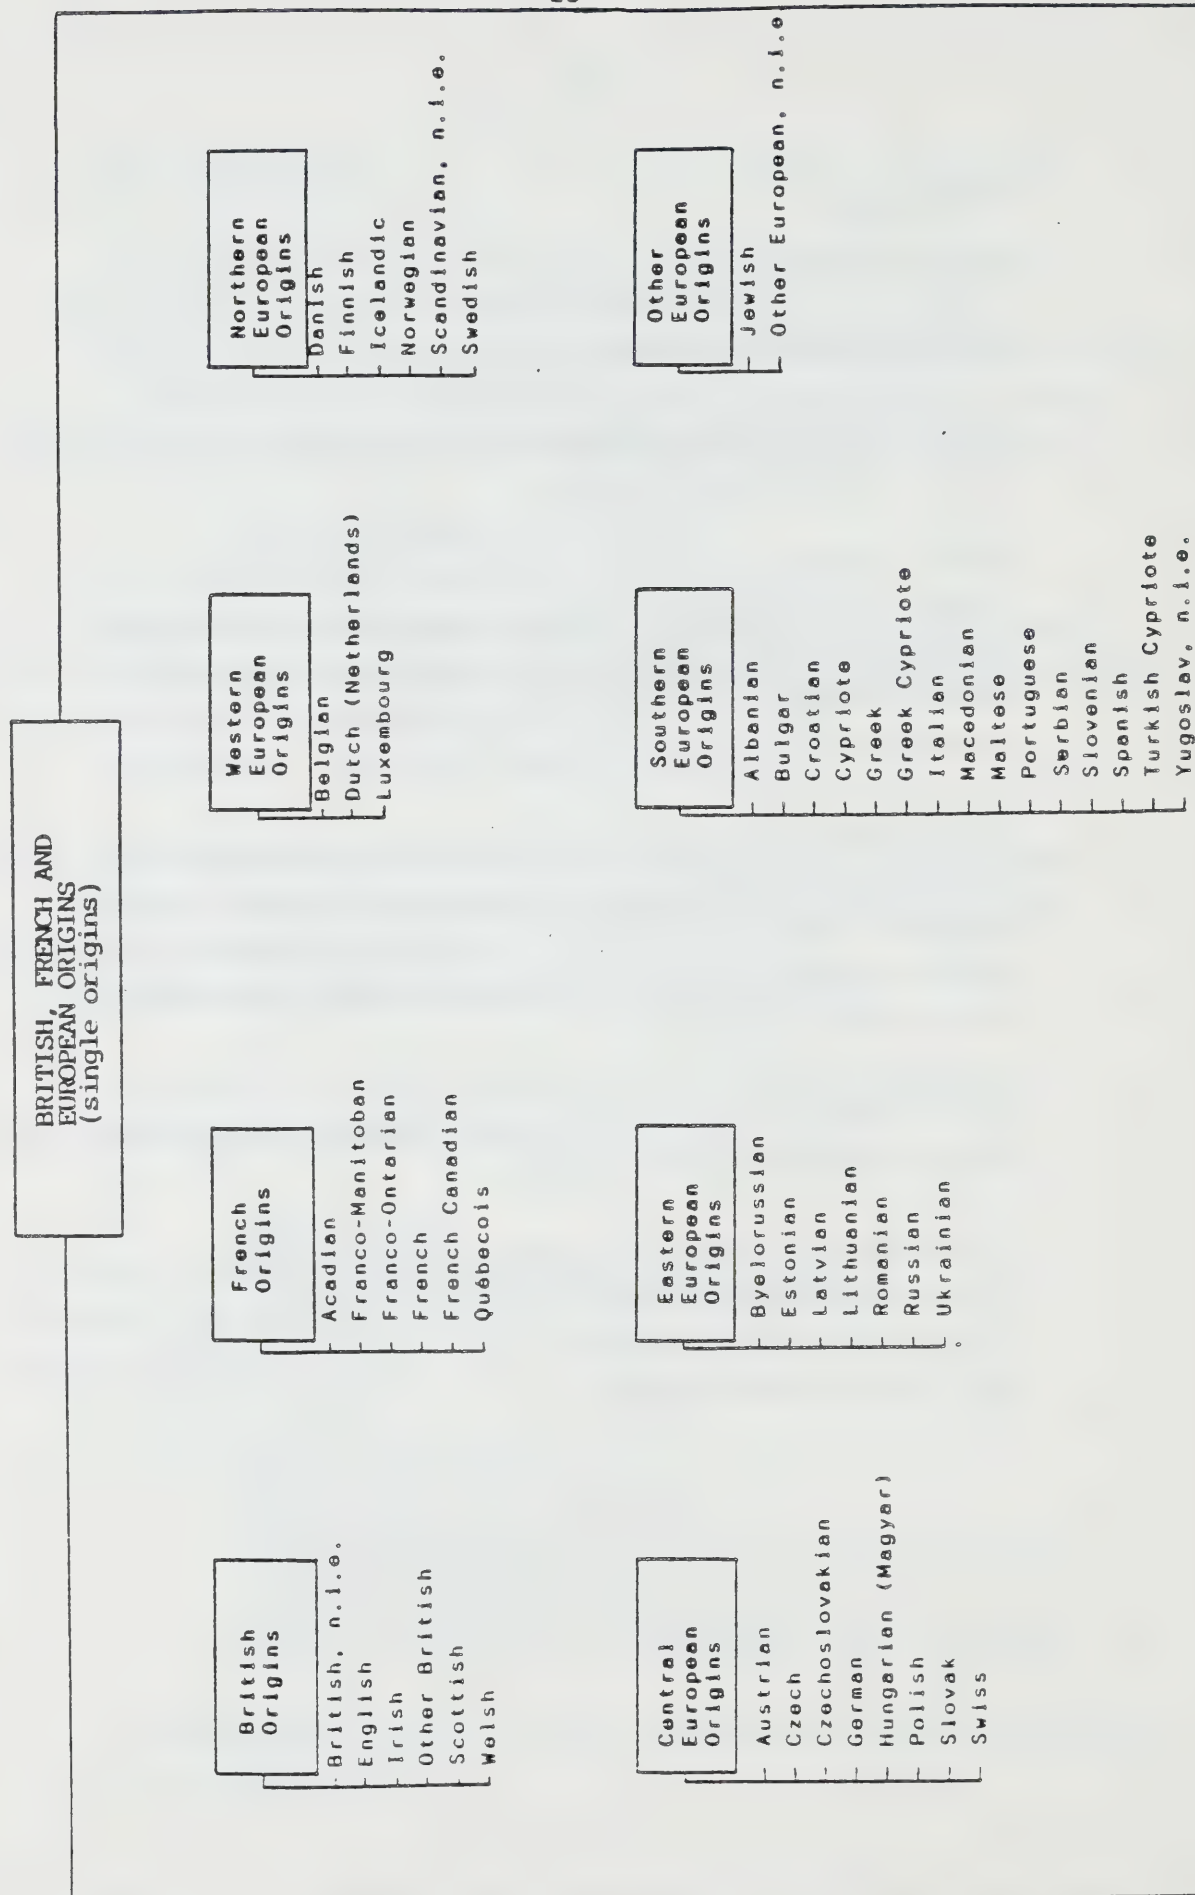 BRITISH, FRENCH AND
EUROPEAN ORIGINS
(single origins)
British
Origins
British, n.i.e.
English
Irish
Other British
Scottish
Welsh
French
Origins
Acadian
Franco-Manitoban
Franco-Ontarian
French
French Canadian
Québecois
Western
European
Origins
Belgian
Dutch (Netherlands)
Luxembourg
Northern
European
Origins
Danish
Finnish
Icelandic
Norwegian
Scandinavian, n.i.e.
Swedish
Central
European
Origins
Austrian
Czech
Czechoslovakian
German
Hungarian (Magyar)
Polish
Slovak
Swiss
Eastern
European
Origins
Byelorussian
Estonian
Latvian
Lithuanian
Romanian
Russian
Ukrainian
Southern
European
Origins
Albanian
Bulgar
Croatian
Cypriote
Greek
Greek Cypriote
Italian
Macedonian
Maltese
Portuguese
Serbian
Slovenian
Spanish
Turkish Cypriote
Yugoslav, n.i.e.
Other
European
Origins
Jewish
Other European, n.i.e